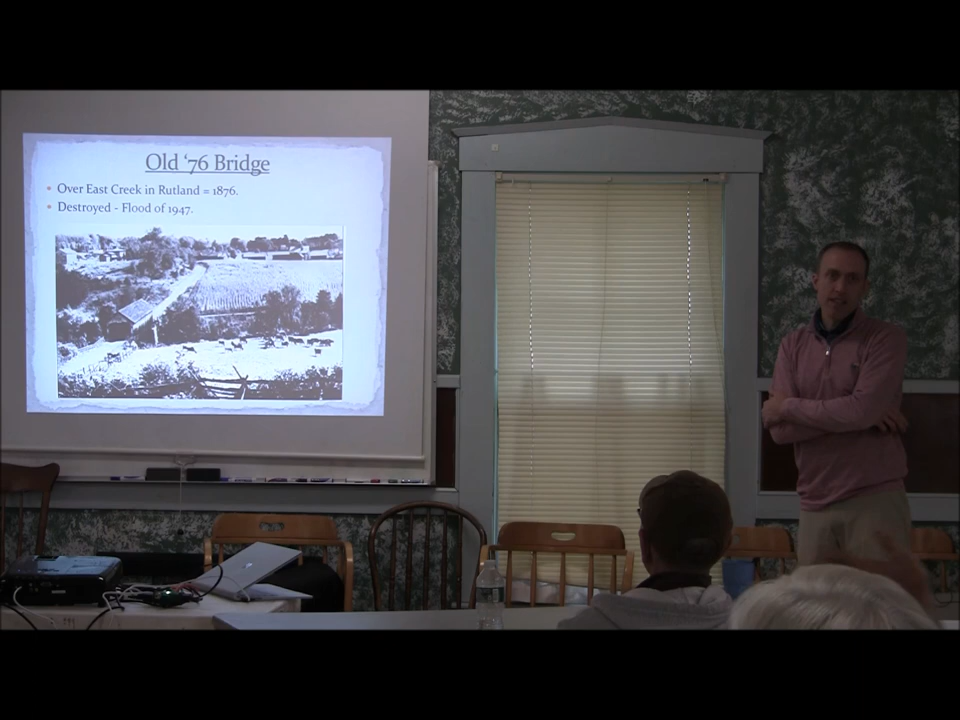 Old ‘76 Bridge
• Over East Creek in Rutland = 1876.
• Destroyed - Flood of 1947.